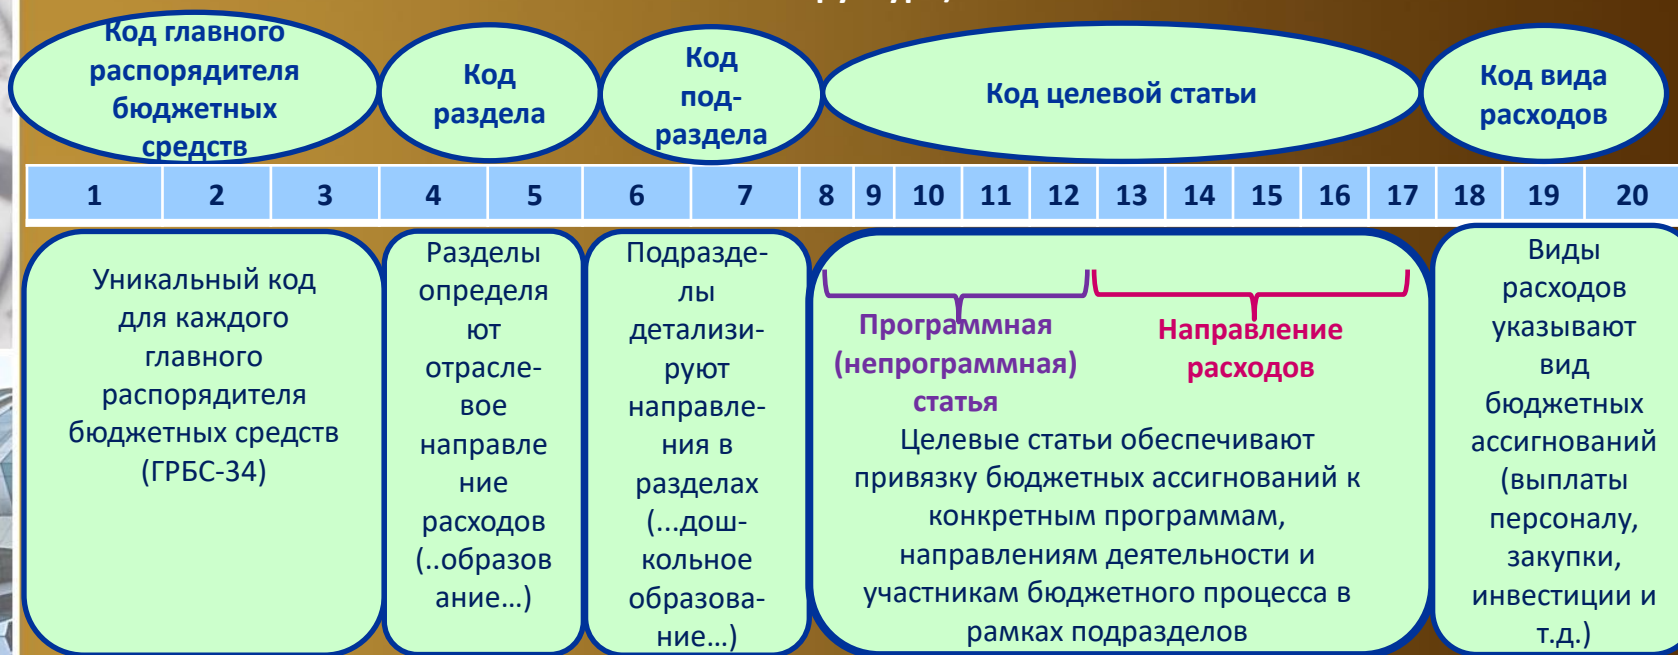 Код главного
распорядителя
бюджетных
средств
Код
раздела
Код
под-
раздела
Код целевой статьи
Код вида
расходов
1 2 3 4 5 6 7 8 9 10 11 12 13 14 15 16 17 18 19 20
Уникальный код
для каждого
главного
распорядителя
бюджетных средств
(ГРБС-34)
Разделы
определя
ют
отрасле-
вое
направле
ние
расходов
(..образов
ание...)
Подразде-
лы
детализи-
руют
направле-
ния в
разделах
(...дош-
кольное
образова-
ние...)
Программная
(непрограммная)
статья
Направление
расходов
Целевые статьи обеспечивают
привязку бюджетных ассигнований к
конкретным программам,
направлениям деятельности и
участникам бюджетного процесса в
рамках подразделов
Виды
расходов
указывают
вид
бюджетных
ассигнований
(выплаты
персоналу,
закупки,
инвестиции и
т.д.)